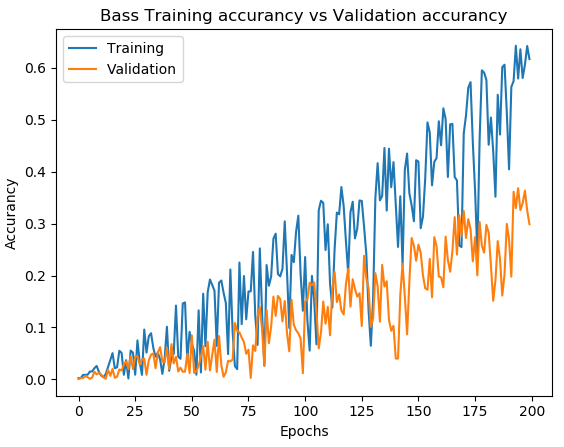 Bass Training accurancy vs Validation accurancy
Training
Validation
0.6
0.5
0.4
0.3
0.2
0.1
0.0
Accurancy
0 25 50 75 100 125 150 175 200
Epochs